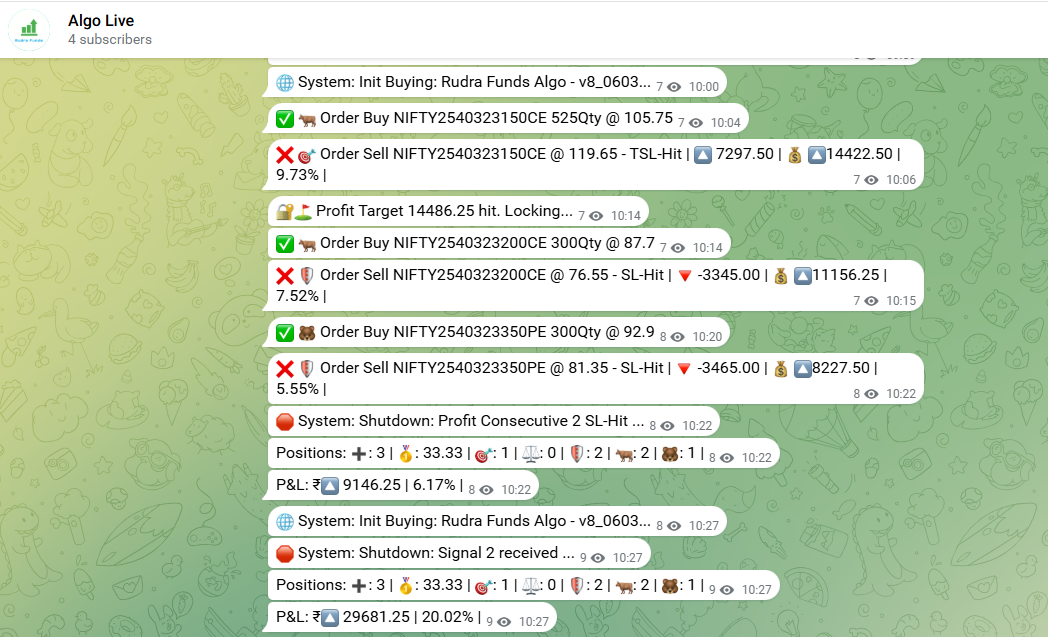 Algo Live
4 subscribers
Rudra Funds
🌐 System: Init Buying: Rudra Funds Algo - v8_0603... 7 10:00
✅ 🐂 Order Buy NIFTY2540323150CE 525Qty @ 105.75 7 10:04
❌ 🎯 Order Sell NIFTY2540323150CE @ 119.65 - TSL-Hit | 🔼 7297.50 | 💰 🔼14422.50 |
9.73% | 7 10:06
🔐⛳ Profit Target 14486.25 hit. Locking... 7 10:14
✅ 🐂 Order Buy NIFTY2540323200CE 300Qty @ 87.7 7 10:14
❌ 🛡 Order Sell NIFTY2540323200CE @ 76.55 - SL-Hit | 🔻 -3345.00 | 💰 🔼11156.25 |
7.52% | 7 10:15
✅ 🐻 Order Buy NIFTY2540323350PE 300Qty @ 92.9 8 10:20
❌ 🛡 Order Sell NIFTY2540323350PE @ 81.35 - SL-Hit | 🔻 -3465.00 | 💰 🔼8227.50 |
5.55% | 8 10:22
🛑 System: Shutdown: Profit Consecutive 2 SL-Hit ... 8 10:22
Positions: ➕: 3 | 🥇: 33.33 | 🎯: 1 | ⚖: 0 | 🛡: 2 | 🐂: 2 | 🐻: 1 | 8 10:22
P&L: ₹🔼 9146.25 | 6.17% | 8 10:22
🌐 System: Init Buying: Rudra Funds Algo - v8_0603... 8 10:27
🛑 System: Shutdown: Signal 2 received ... 9 10:27
Positions: ➕: 3 | 🥇: 33.33 | 🎯: 1 | ⚖: 0 | 🛡: 2 | 🐂: 2 | 🐻: 1 | 9 10:27
P&L: ₹🔼 29681.25 | 20.02% | 9 10:27